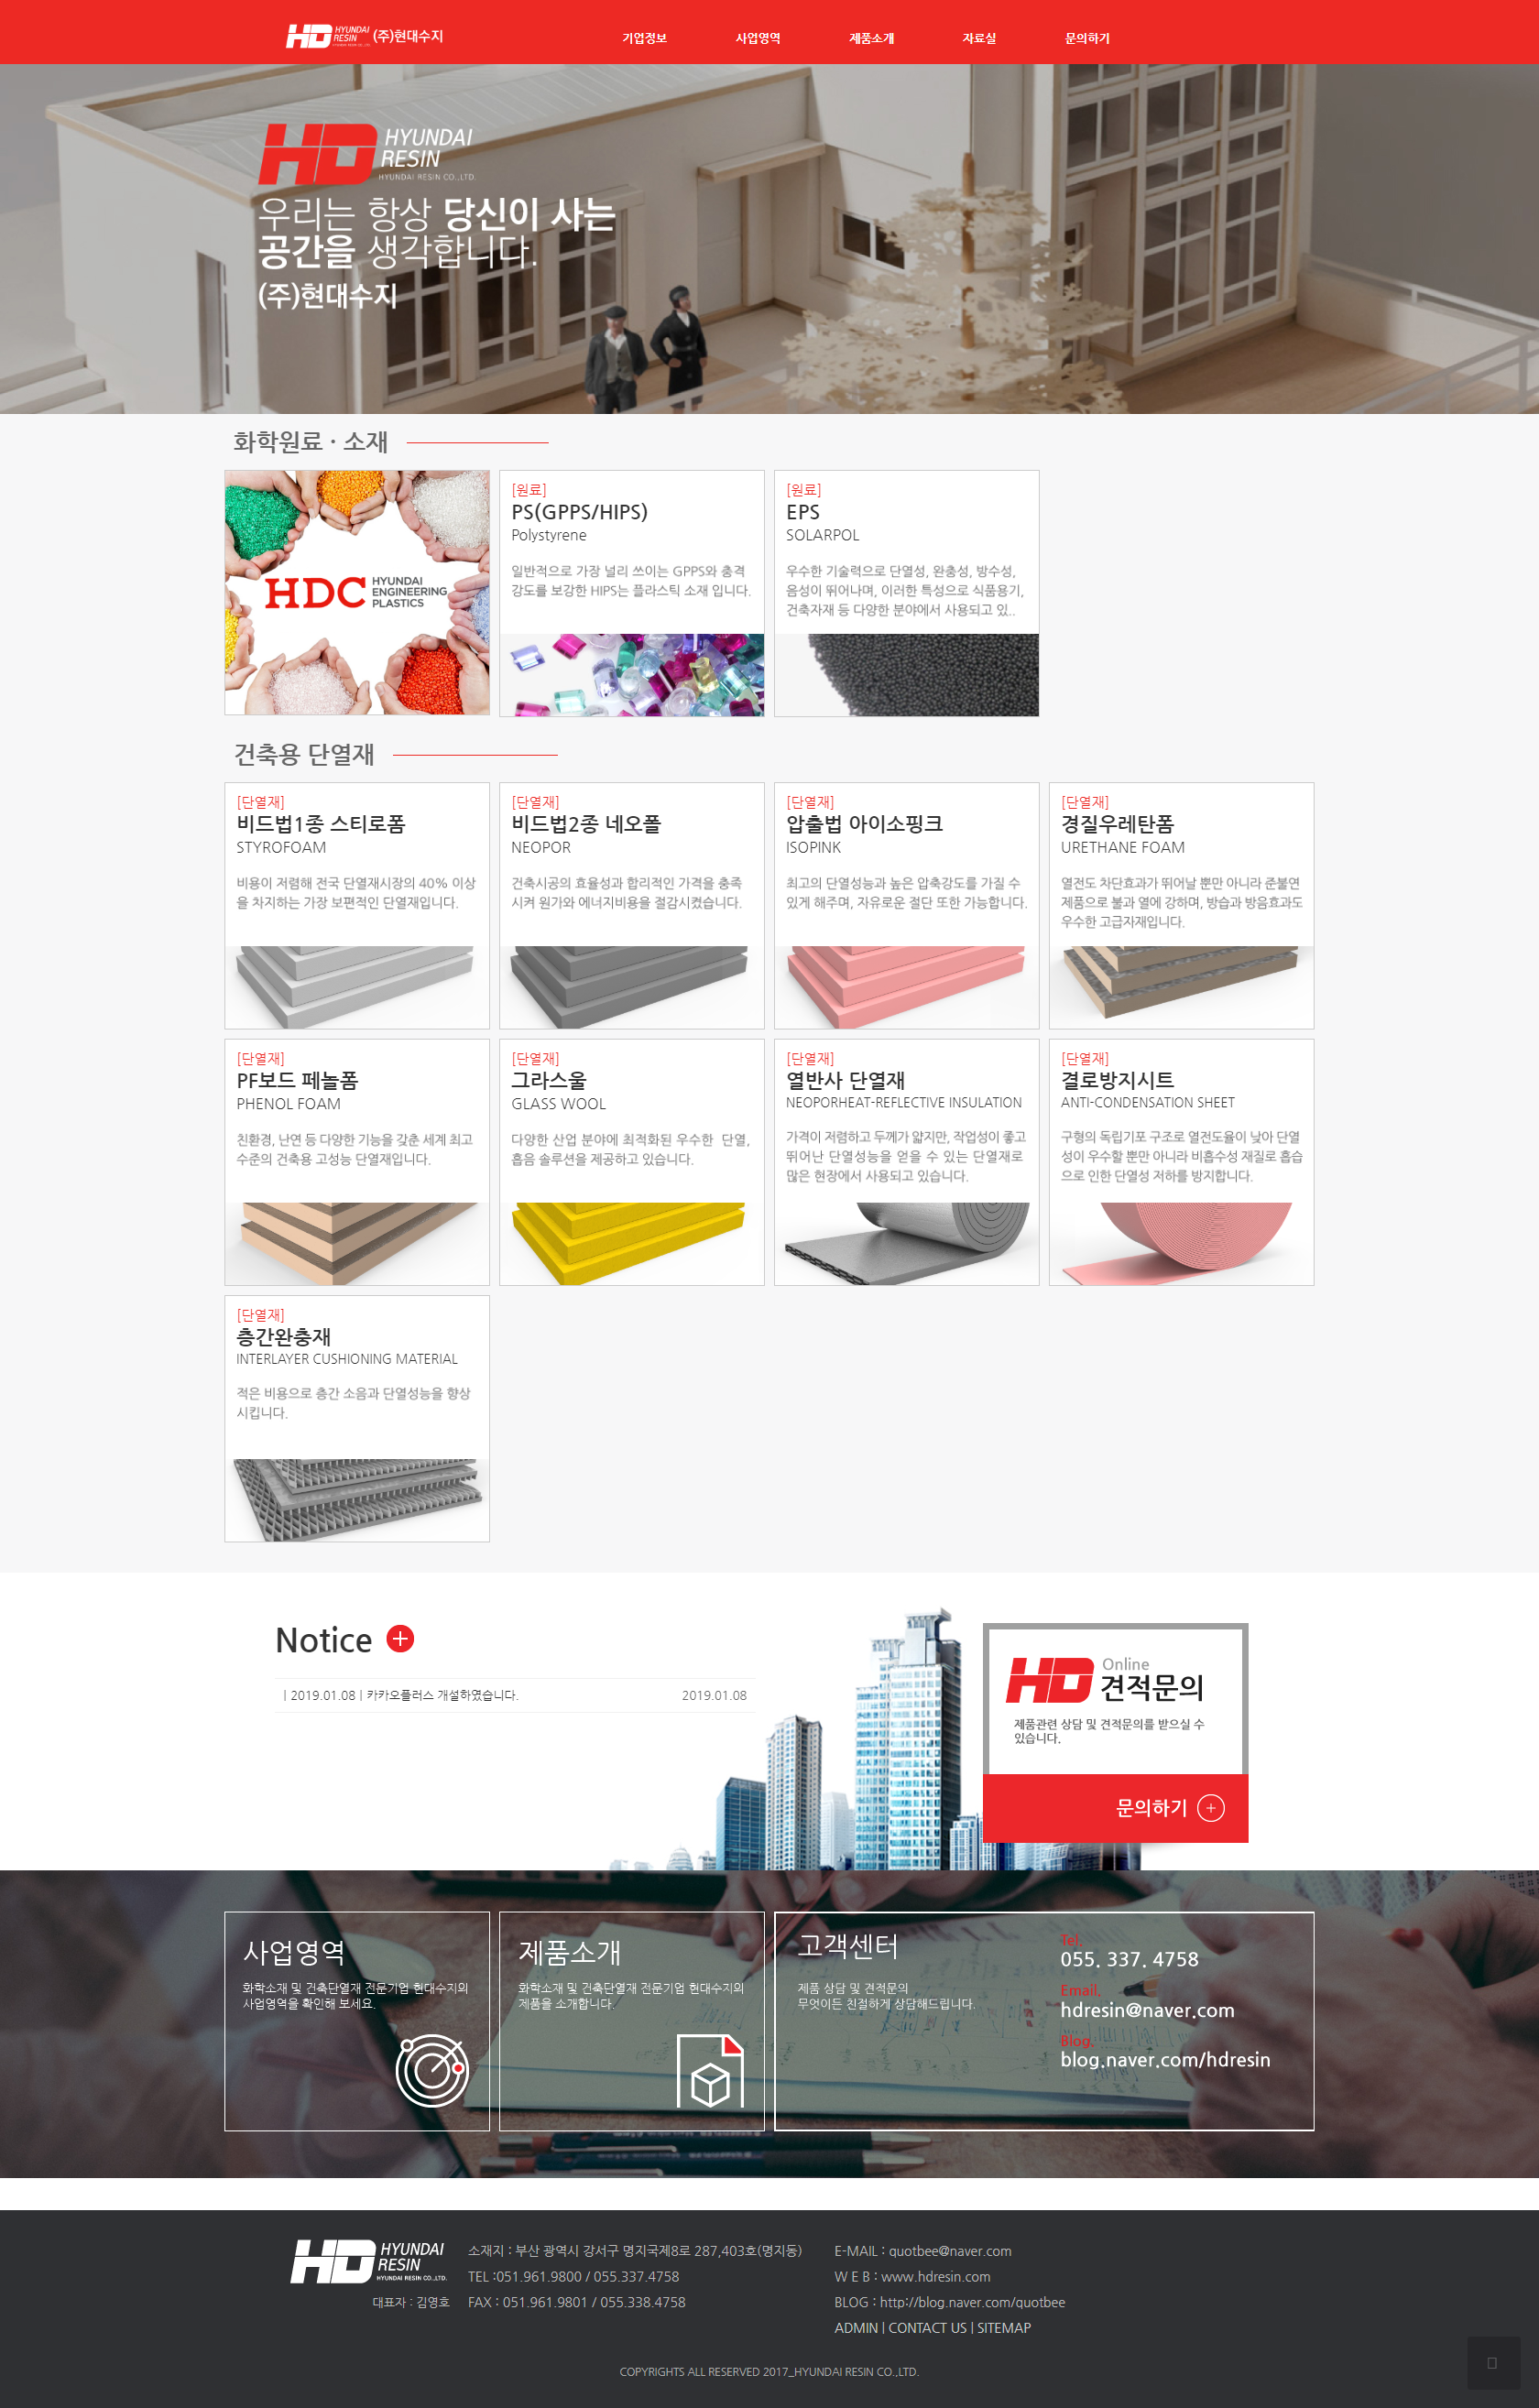 HD HYUNDAI RESIN (주)현대수지
기업정보 사업영역 제품소개 자료실 문의하기
HD HYUNDAI
RESIN
HYUNDAI RESIN CO.,LTD.
우리는 항상 당신이 사는
공간을 생각합니다.
(주)현대수지
화학원료 · 소재
HDC HYUNDAI
ENGINEERING
PLASTICS
[원료]
PS(GPPS/HIPS)
Polystyrene
일반적으로 가장 널리 쓰이는 GPPS와 충격
강도를 보강한 HIPS는 플라스틱 소재 입니다.
[원료]
EPS
SOLARPOL
우수한 기술력으로 단열성, 완충성, 방수성,
음성이 뛰어나며, 이러한 특성으로 식품용기,
건축자재 등 다양한 분야에서 사용되고 있..
건축용 단열재
[단열재]
비드법1종 스티로폼
STYROFOAM
비용이 저렴해 전국 단열재시장의 40% 이상
을 차지하는 가장 보편적인 단열재입니다.
[단열재]
비드법2종 네오폴
NEOPOR
건축시공의 효율성과 합리적인 가격을 충족
시켜 원가와 에너지비용을 절감시켰습니다.
[단열재]
압출법 아이소핑크
ISOPINK
최고의 단열성능과 높은 압축강도를 가질 수
있게 해주며, 자유로운 절단 또한 가능합니다.
[단열재]
경질우레탄폼
URETHANE FOAM
열전도 차단효과가 뛰어날 뿐만 아니라 준불연
제품으로 불과 열에 강하며, 방습과 방음효과도
우수한 고급자재입니다.
[단열재]
PF보드 페놀폼
PHENOL FOAM
친환경, 난연 등 다양한 기능을 갖춘 세계 최고
수준의 건축용 고성능 단열재입니다.
[단열재]
그라스울
GLASS WOOL
다양한 산업 분야에 최적화된 우수한 단열,
흡음 솔루션을 제공하고 있습니다.
[단열재]
열반사 단열재
NEOPORHEAT-REFLECTIVE INSULATION
가격이 저렴하고 두께가 얇지만, 작업성이 좋고
뛰어난 단열성능을 얻을 수 있는 단열재로
많은 현장에서 사용되고 있습니다.
[단열재]
결로방지시트
ANTI-CONDENSATION SHEET
구형의 독립기포 구조로 열전도율이 낮아 단열
성이 우수할 뿐만 아니라 비흡수성 재질로 흡습
으로 인한 단열성 저하를 방지합니다.
[단열재]
층간완충재
INTERLAYER CUSHIONING MATERIAL
적은 비용으로 층간 소음과 단열성능을 향상
시킵니다.
Notice
| 2019.01.08 | 카카오플러스 개설하였습니다. 2019.01.08
HD Online
견적문의
제품관련 상담 및 견적문의를 받으실 수
있습니다.
문의하기
사업영역
화학소재 및 건축단열재 전문기업 현대수지의
사업영역을 확인해 보세요.
제품소개
화학소재 및 건축단열재 전문기업 현대수지의
제품을 소개합니다.
고객센터
제품 상담 및 견적문의
무엇이든 친절하게 상담해드립니다.
Tel.
055. 337. 4758
Email.
hdresin@naver.com
Blog.
blog.naver.com/hdresin
HD HYUNDAI
RESIN
HYUNDAI RESIN CO.,LTD.
대표자 : 김영호
소재지 : 부산 광역시 강서구 명지국제8로 287,403호(명지동)
TEL :051.961.9800 / 055.337.4758
FAX : 051.961.9801 / 055.338.4758
E-MAIL : quotbee@naver.com
W E B : www.hdresin.com
BLOG : http://blog.naver.com/quotbee
ADMIN | CONTACT US | SITEMAP
COPYRIGHTS ALL RESERVED 2017_HYUNDAI RESIN CO.,LTD.